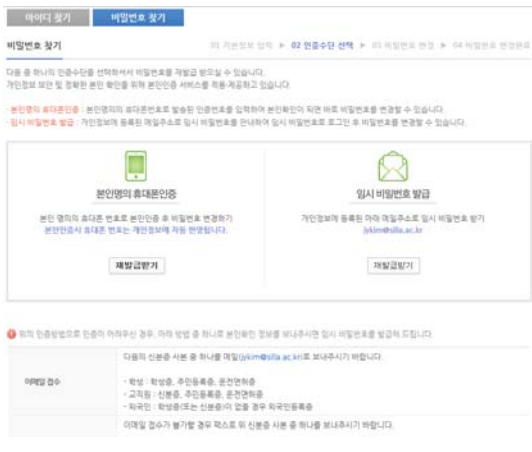 아이디 찾기
비밀번호 찾기
비밀번호 찾기
01 기본정보 입력 ▶ 02 인증수단 선택 ▶ 03 비밀번호 변경 ▶ 04 비밀번호 변경완료
다음 중 하나의 인증수단을 선택하셔서 비밀번호를 재발급 받으실 수 있습니다.
개인정보 보안 및 정확한 본인 확인을 위해 본인인증 서비스를 적용·제공하고 있습니다.
· 본인명의 휴대폰인증 : 본인명의의 휴대폰번호로 발송된 인증번호를 입력하여 본인확인이 되면 바로 비밀번호를 변경할 수 있습니다.
· 임시 비밀번호 발급 : 개인정보에 등록된 메일주소로 임시 비밀번호를 안내하여 임시 비밀번호로 로그인 후 비밀번호를 변경할 수 있습니다.
본인명의 휴대폰인증
본인 명의의 휴대폰 번호로 본인인증 후 비밀번호 변경하기
본인인증시 휴대폰 번호는 개인정보에 자동 반영됩니다.
재발급받기
임시 비밀번호 발급
개인정보에 등록된 아래 메일주소로 임시 비밀번호 받기
jykim@silla.ac.kr
재발급받기
위의 인증방법으로 인증이 어려우신 경우, 아래 방법 중 하나로 본인확인 정보를 보내주시면 임시 비밀번호를 발급해 드립니다.
이메일 접수
다음의 신분증 사본 중 하나를 메일(jykim@silla.ac.kr)로 보내주시기 바랍니다.
- 학생 : 학생증, 주민등록증, 운전면허증
- 교직원 : 신분증, 주민등록증, 운전면허증
- 외국인 : 학생증(또는 신분증)이 없을 경우 외국인등록증
이메일 접수가 불가할 경우 팩스로 위 신분증 사본 중 하나를 보내주시기 바랍니다.